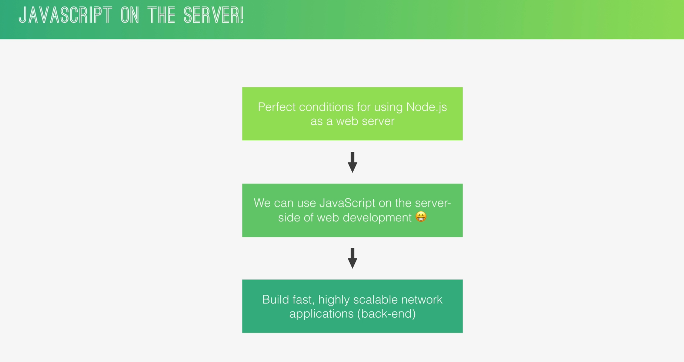 JAVASCRIPT ON THE SERVER!
Perfect conditions for using Node.js
as a web server
We can use JavaScript on the server-
side of web development 😁
Build fast, highly scalable network
applications (back-end)